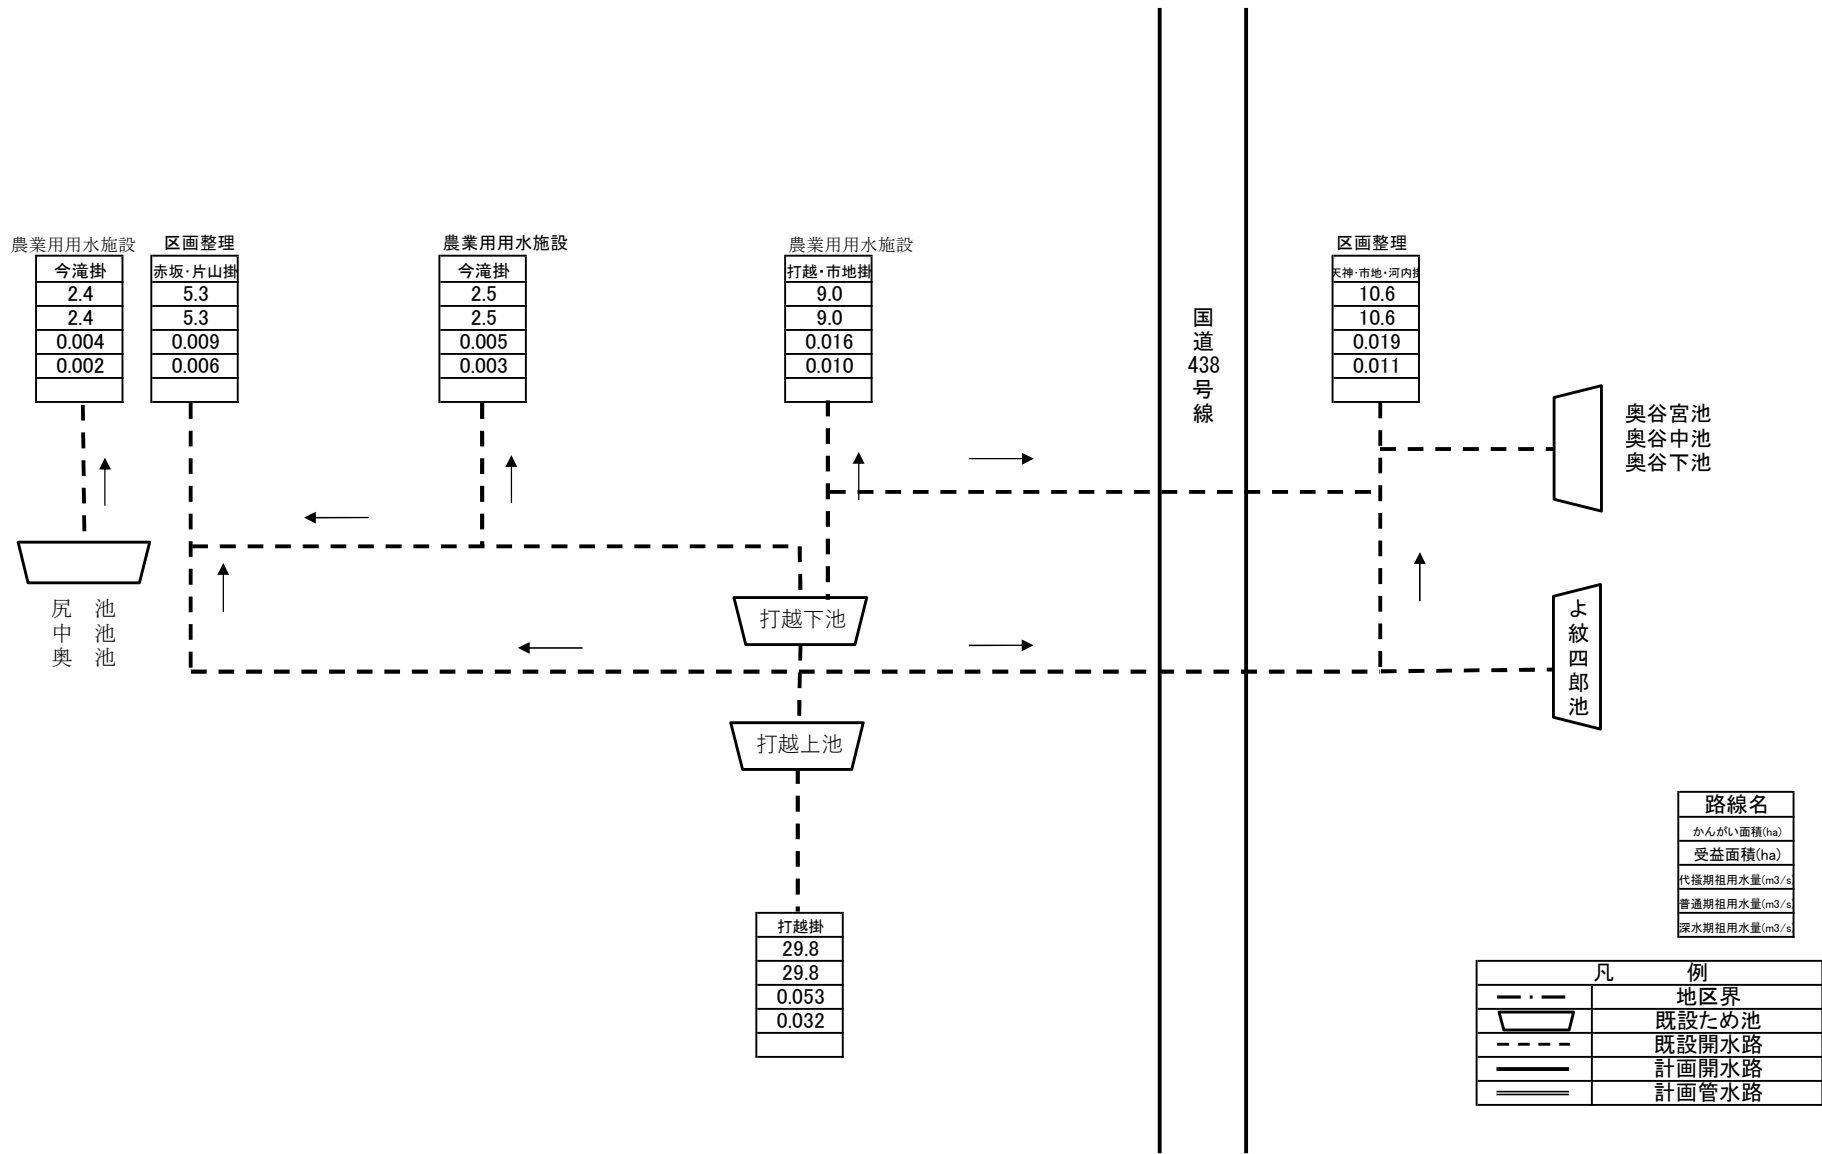 農業用用水施設
今滝掛
2.4
2.4
0.004
0.002
区画整理
赤坂・片山掛
5.3
5.3
0.009
0.006
農業用用水施設
今滝掛
2.5
2.5
0.005
0.003
農業用用水施設
打越・市地掛
9.0
9.0
0.016
0.010
国道438号線
区画整理
天神・市地・河内掛
10.6
10.6
0.019
0.011
奥谷宮池
奥谷中池
奥谷下池
尻 池
中 池
奥 池
打越下池
打越上池
よ紋四郎池
打越掛
29.8
29.8
0.053
0.032
路線名
かんがい面積(ha)
受益面積(ha)
代掻期粗用水量(m3/s)
普通期粗用水量(m3/s)
深水期粗用水量(m3/s)
凡 例
地区界
既設ため池
既設開水路
計画開水路
計画管水路